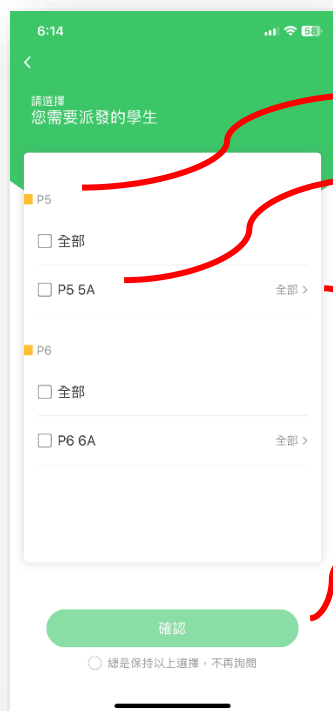 6:14
58
請選擇
您需要派發的學生
P5
全部
P5 5A 全部
P6
全部
P6 6A 全部
確認
總是保持以上選擇，不再詢問